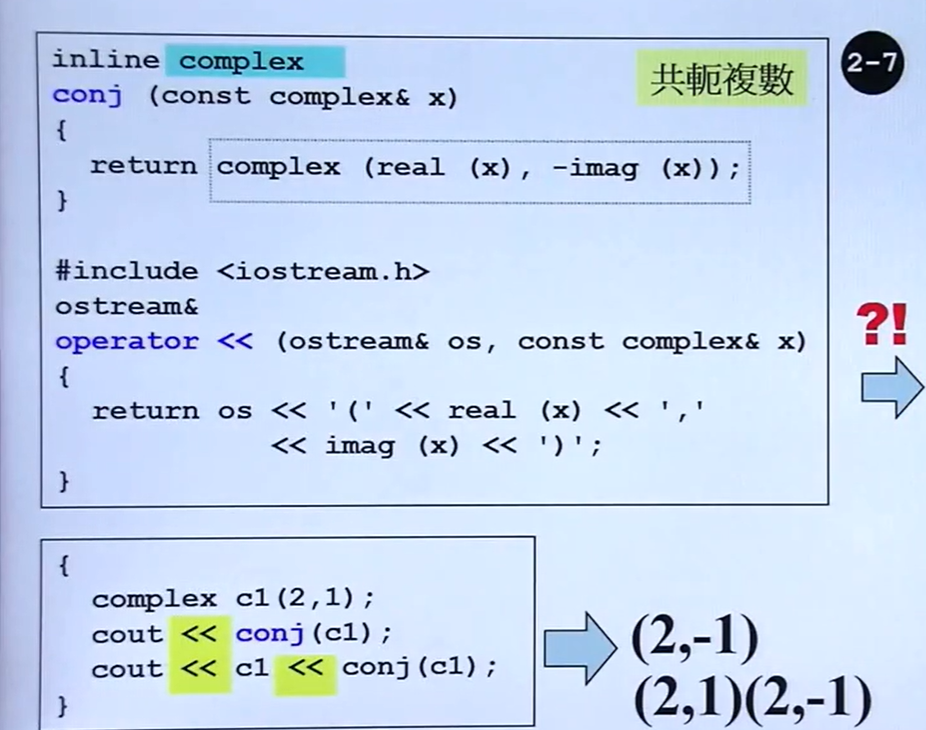 inline complex
conj (const complex& x)
共軛複數
2-7
{
return complex (real (x), -imag (x));
}
#include <iostream.h>
ostream&
operator << (ostream& os, const complex& x)
?!
{
return os << '(' << real (x) << ','
<< imag (x) << ')';
}
{
complex c1(2,1);
cout << conj(c1);
cout << c1 << conj(c1);
}
(2,-1)
(2,1)(2,-1)